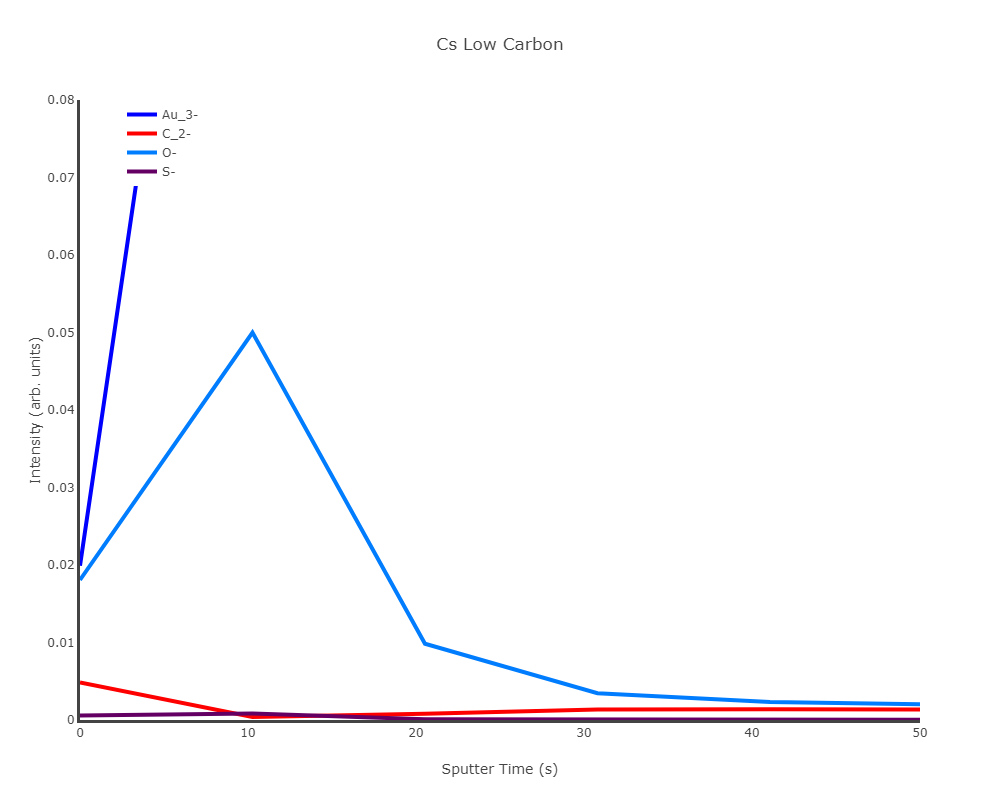 Cs Low Carbon
0.08
0.07
0.06
0.05
0.04
0.03
0.02
0.01
0
Intensity (arb. units)
Au_3-
C_2-
O-
S-
0 10 20 30 40 50
Sputter Time (s)